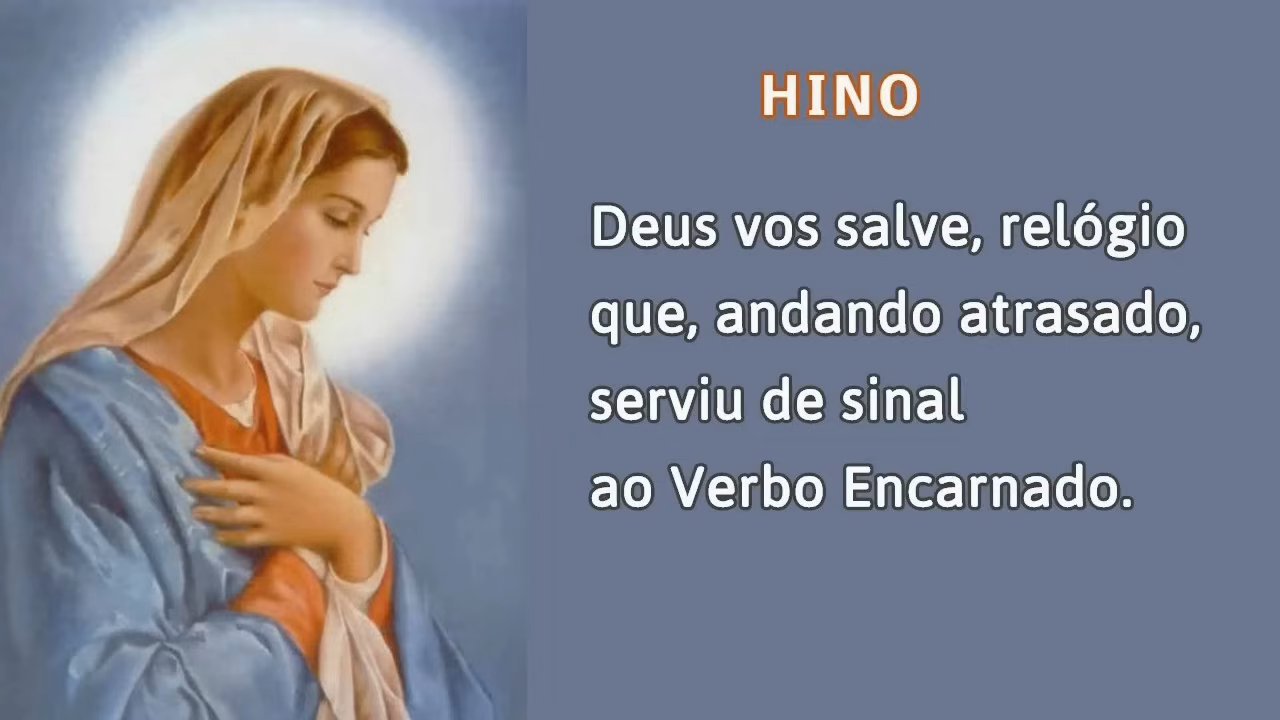 HINO
Deus vos salve, relógio
que, andando atrasado,
serviu de sinal
ao Verbo Encarnado.